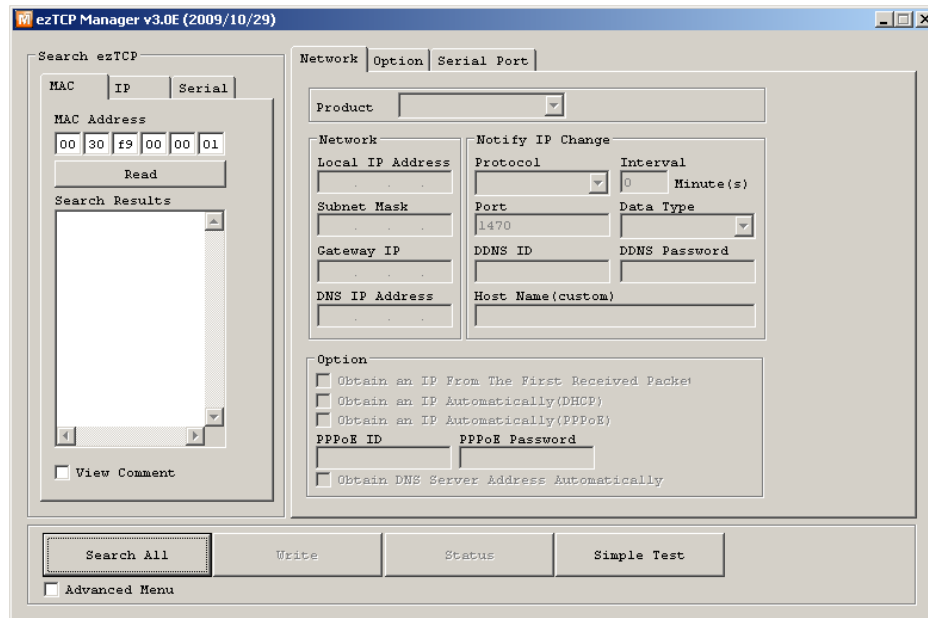 ezTCP Manager v3.0E (2009/10/29)
Search ezTCP
MAC IP Serial
MAC Address
00 30 f9 00 00 01
Read
Search Results
View Comment
Network Option Serial Port
Product
Network
Local IP Address
. . .
Subnet Mask
. . .
Gateway IP
. . .
DNS IP Address
. . .
Notify IP Change
Protocol Interval
0 Minute(s)
Port Data Type
1470
DDNS ID DDNS Password
Host Name(custom)
Option
Obtain an IP From The First Received Packet
Obtain an IP Automatically(DHCP)
Obtain an IP Automatically(PPPoE)
PPPoE ID PPPoE Password
Obtain DNS Server Address Automatically
Search All Write Status Simple Test
Advanced Menu